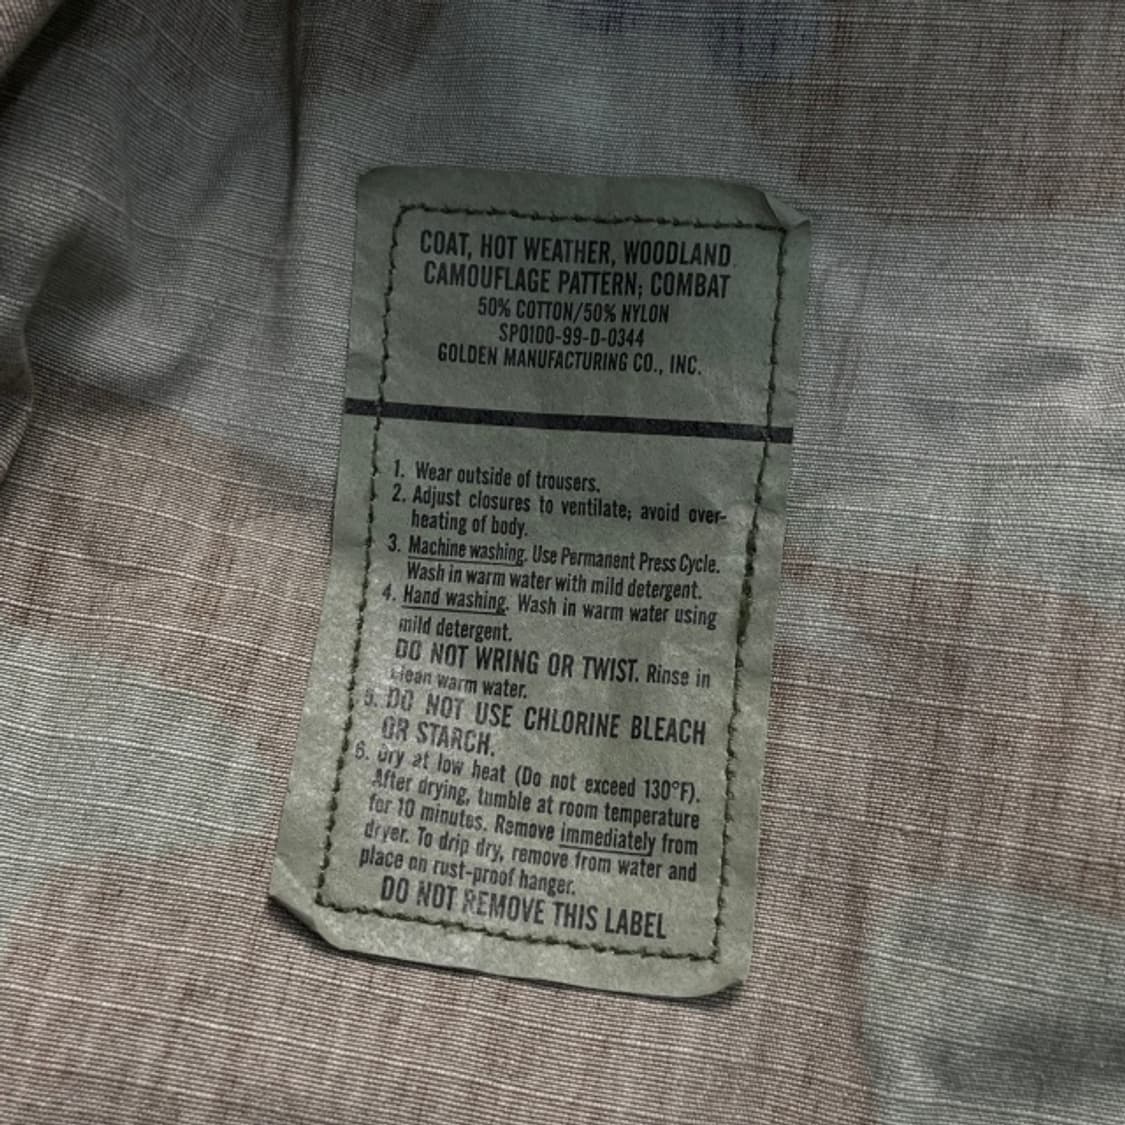 COAT, HOT WEATHER, WOODLAND
CAMOUFLAGE PATTERN; COMBAT
50% COTTON/50% NYLON
SPO100-99-D-0344
GOLDEN MANUFACTURING CO., INC.
1. Wear outside of trousers.
2. Adjust closures to ventilate; avoid over-
heating of body.
3. Machine washing. Use Permanent Press Cycle.
Wash in warm water with mild detergent.
4. Hand washing. Wash in warm water using
mild detergent.
DO NOT WRING OR TWIST. Rinse in
clean warm water.
5. DO NOT USE CHLORINE BLEACH
OR STARCH.
6. Dry at low heat (Do not exceed 130°F).
After drying, tumble at room temperature
for 10 minutes. Remove immediately from
dryer. To drip dry, remove from water and
place on rust-proof hanger.
DO NOT REMOVE THIS LABEL